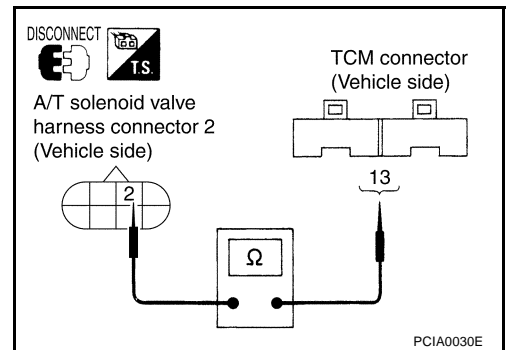 DISCONNECT
T.S.
A/T solenoid valve
harness connector 2
(Vehicle side)
TCM connector
(Vehicle side)
2
13
Ω
PCIA0030E